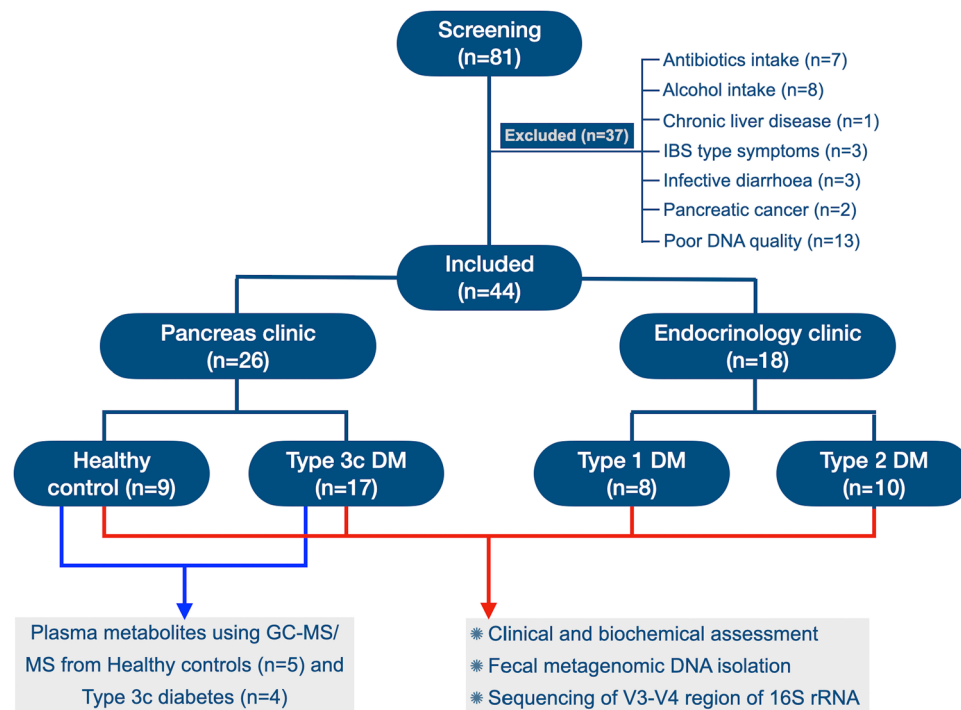 Screening
(n=81)
Antibiotics intake (n=7)
Alcohol intake (n=8)
Chronic liver disease (n=1)
Excluded (n=37)
IBS type symptoms (n=3)
Infective diarrhoea (n=3)
Pancreatic cancer (n=2)
Poor DNA quality (n=13)
Included
(n=44)
Pancreas clinic
(n=26)
Endocrinology clinic
(n=18)
Healthy
control (n=9)
Type 3c DM
(n=17)
Type 1 DM
(n=8)
Type 2 DM
(n=10)
Plasma metabolites using GC-MS/
MS from Healthy controls (n=5) and
Type 3c diabetes (n=4)
⁕ Clinical and biochemical assessment
⁕ Fecal metagenomic DNA isolation
⁕ Sequencing of V3-V4 region of 16S rRNA